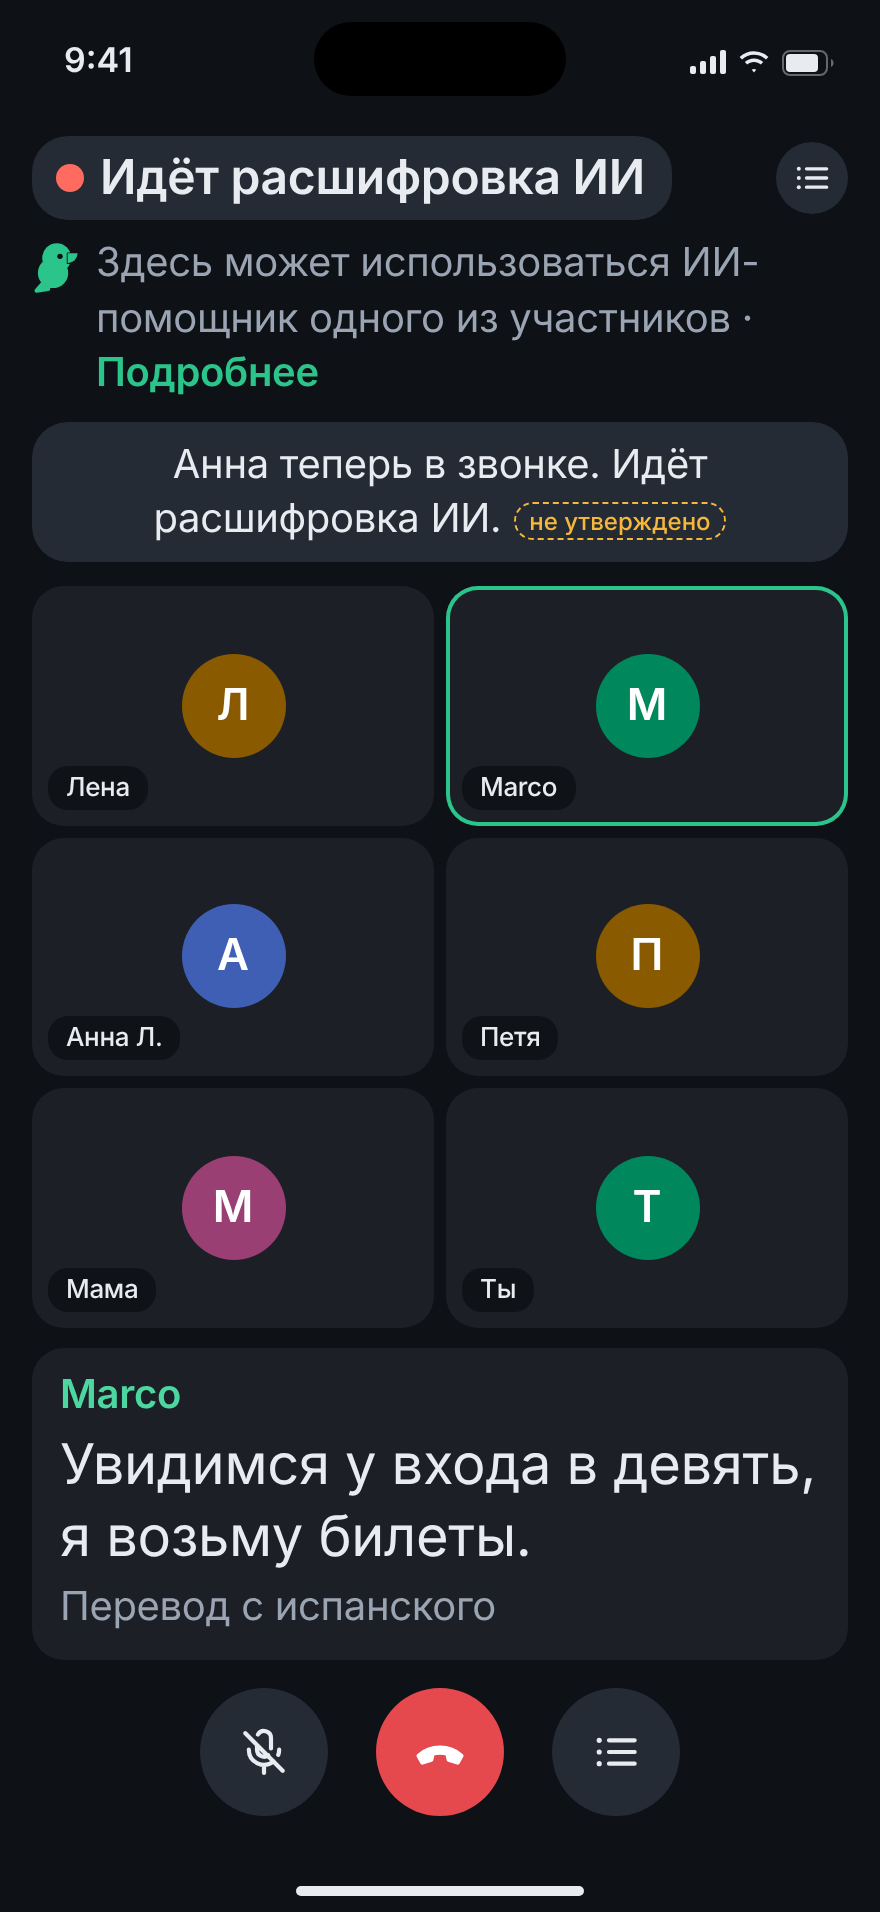 9:41
Идёт расшифровка ИИ
Здесь может использоваться ИИ-
помощник одного из участников ·
Подробнее
Анна теперь в звонке. Идёт
расшифровка ИИ. не утверждено
Л
Лена
M
Marco
А
Анна Л.
П
Петя
М
Мама
Т
Ты
Marco
Увидимся у входа в девять,
я возьму билеты.
Перевод с испанского